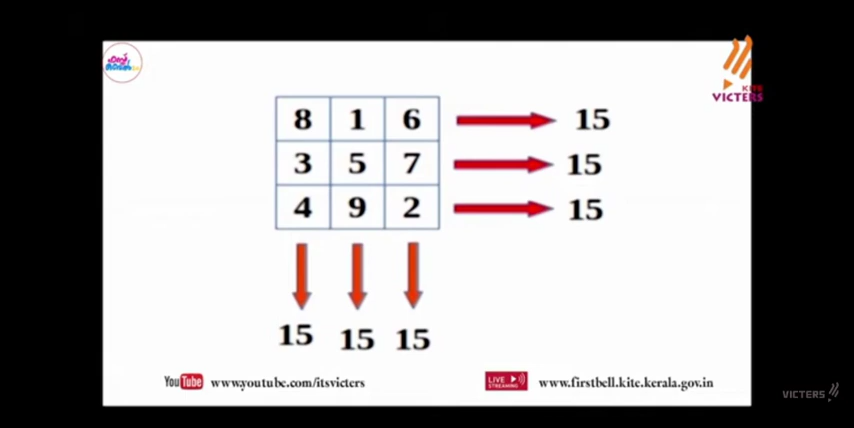 KITE
VICTERS
8 1 6 15
3 5 7 15
4 9 2 15
15 15 15
YouTube www.youtube.com/itsvicters
LIVE STREAMING www.firstbell.kite.kerala.gov.in
VICTERS